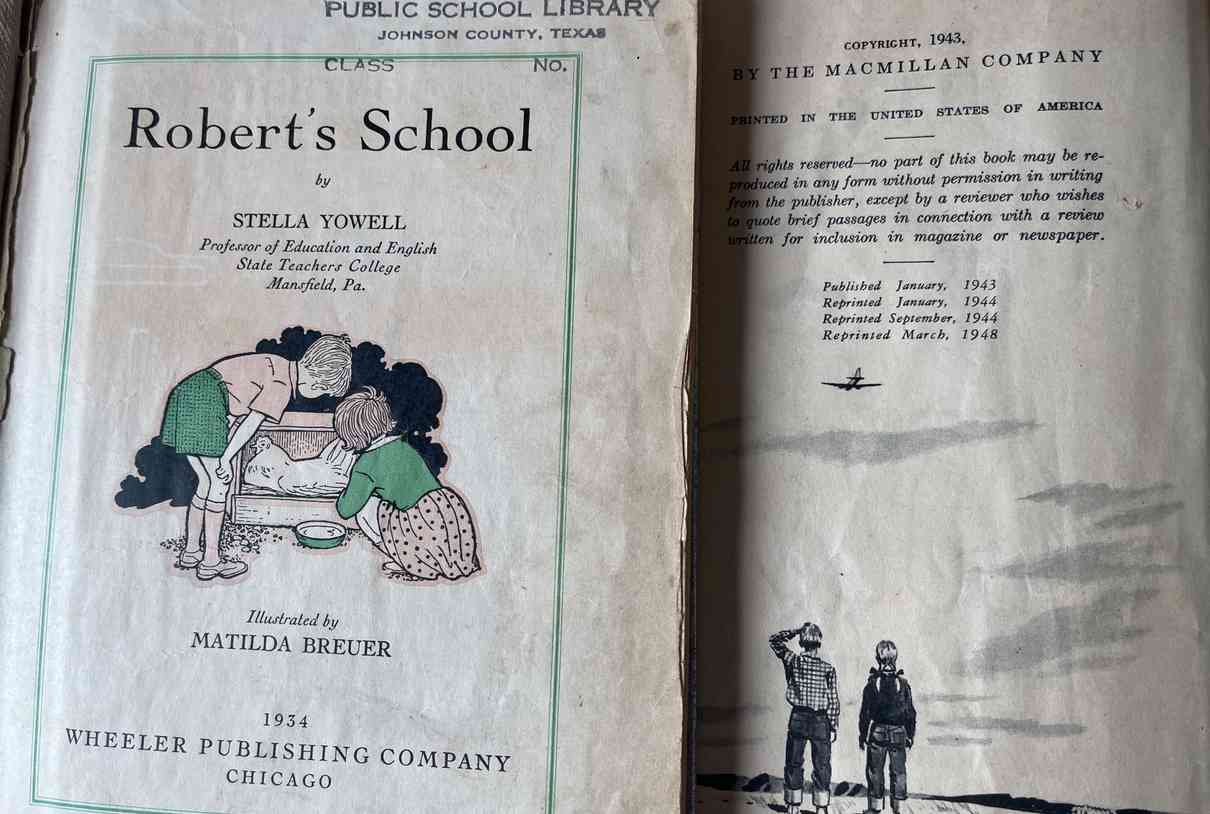 PUBLIC SCHOOL LIBRARY
JOHNSON COUNTY, TEXAS
CLASS No.
Robert's School
by
STELLA YOWELL
Professor of Education and English
State Teachers College
Mansfield, Pa.
Illustrated by
MATILDA BREUER
1934
WHEELER PUBLISHING COMPANY
CHICAGO
COPYRIGHT, 1943,
BY THE MACMILLAN COMPANY
PRINTED IN THE UNITED STATES OF AMERICA
All rights reserved—no part of this book may be re-
produced in any form without permission in writing
from the publisher, except by a reviewer who wishes
to quote brief passages in connection with a review
written for inclusion in magazine or newspaper.
Published January, 1943
Reprinted January, 1944
Reprinted September, 1944
Reprinted March, 1948